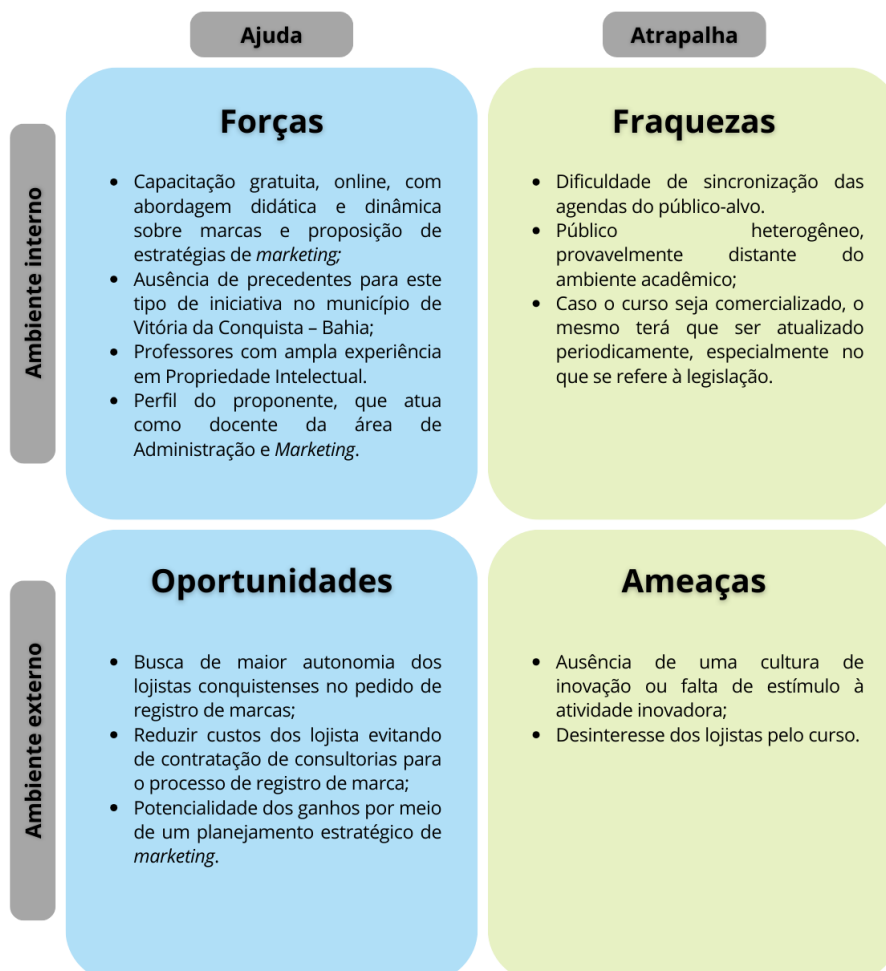 Ajuda
Atrapalha
Ambiente interno
Forças
Capacitação gratuita, online, com
abordagem didática e dinâmica
sobre marcas e proposição de
estratégias de marketing;
Ausência de precedentes para este
tipo de iniciativa no município de
Vitória da Conquista – Bahia;
Professores com ampla experiência
em Propriedade Intelectual.
Perfil do proponente, que atua
como docente da área de
Administração e Marketing.
Fraquezas
Dificuldade de sincronização das
agendas do público-alvo.
Público heterogêneo,
provavelmente distante do
ambiente acadêmico;
Caso o curso seja comercializado, o
mesmo terá que ser atualizado
periodicamente, especialmente no
que se refere à legislação.
Ambiente externo
Oportunidades
Busca de maior autonomia dos
lojistas conquistenses no pedido de
registro de marcas;
Reduzir custos dos lojista evitando
de contratação de consultorias para
o processo de registro de marca;
Potencialidade dos ganhos por meio
de um planejamento estratégico de
marketing.
Ameaças
Ausência de uma cultura de
inovação ou falta de estímulo à
atividade inovadora;
Desinteresse dos lojistas pelo curso.